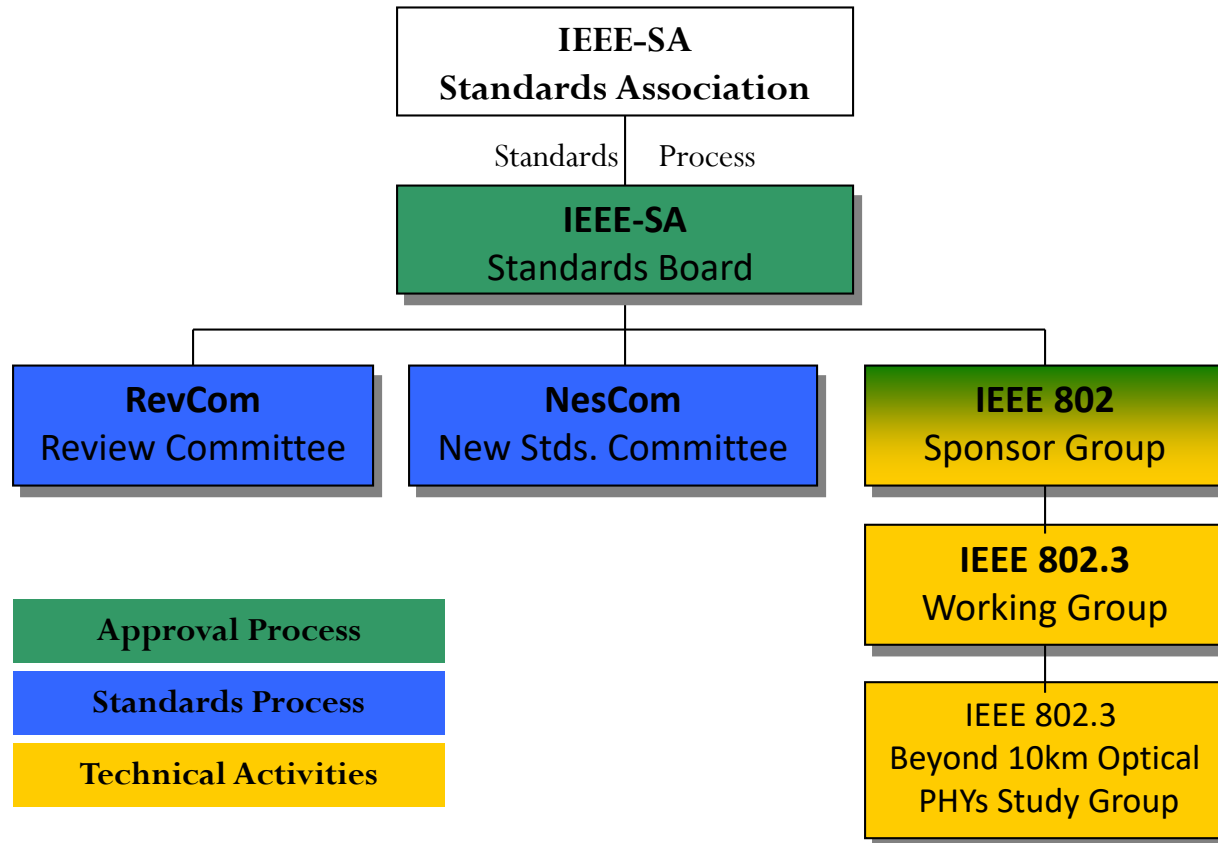 IEEE-SA
Standards Association
Standards Process
IEEE-SA
Standards Board
RevCom
Review Committee
NesCom
New Stds. Committee
IEEE 802
Sponsor Group
IEEE 802.3
Working Group
IEEE 802.3
Beyond 10km Optical
PHYs Study Group
Approval Process
Standards Process
Technical Activities